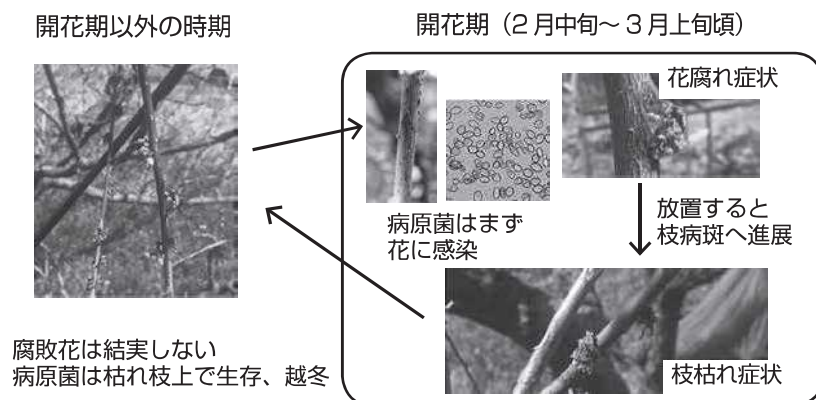 開花期以外の時期
開花期（2月中旬～3月上旬頃）
花腐れ症状
病原菌はまず
花に感染
放置すると
枝病斑へ進展
枝枯れ症状
腐敗花は結実しない
病原菌は枯れ枝上で生存、越冬